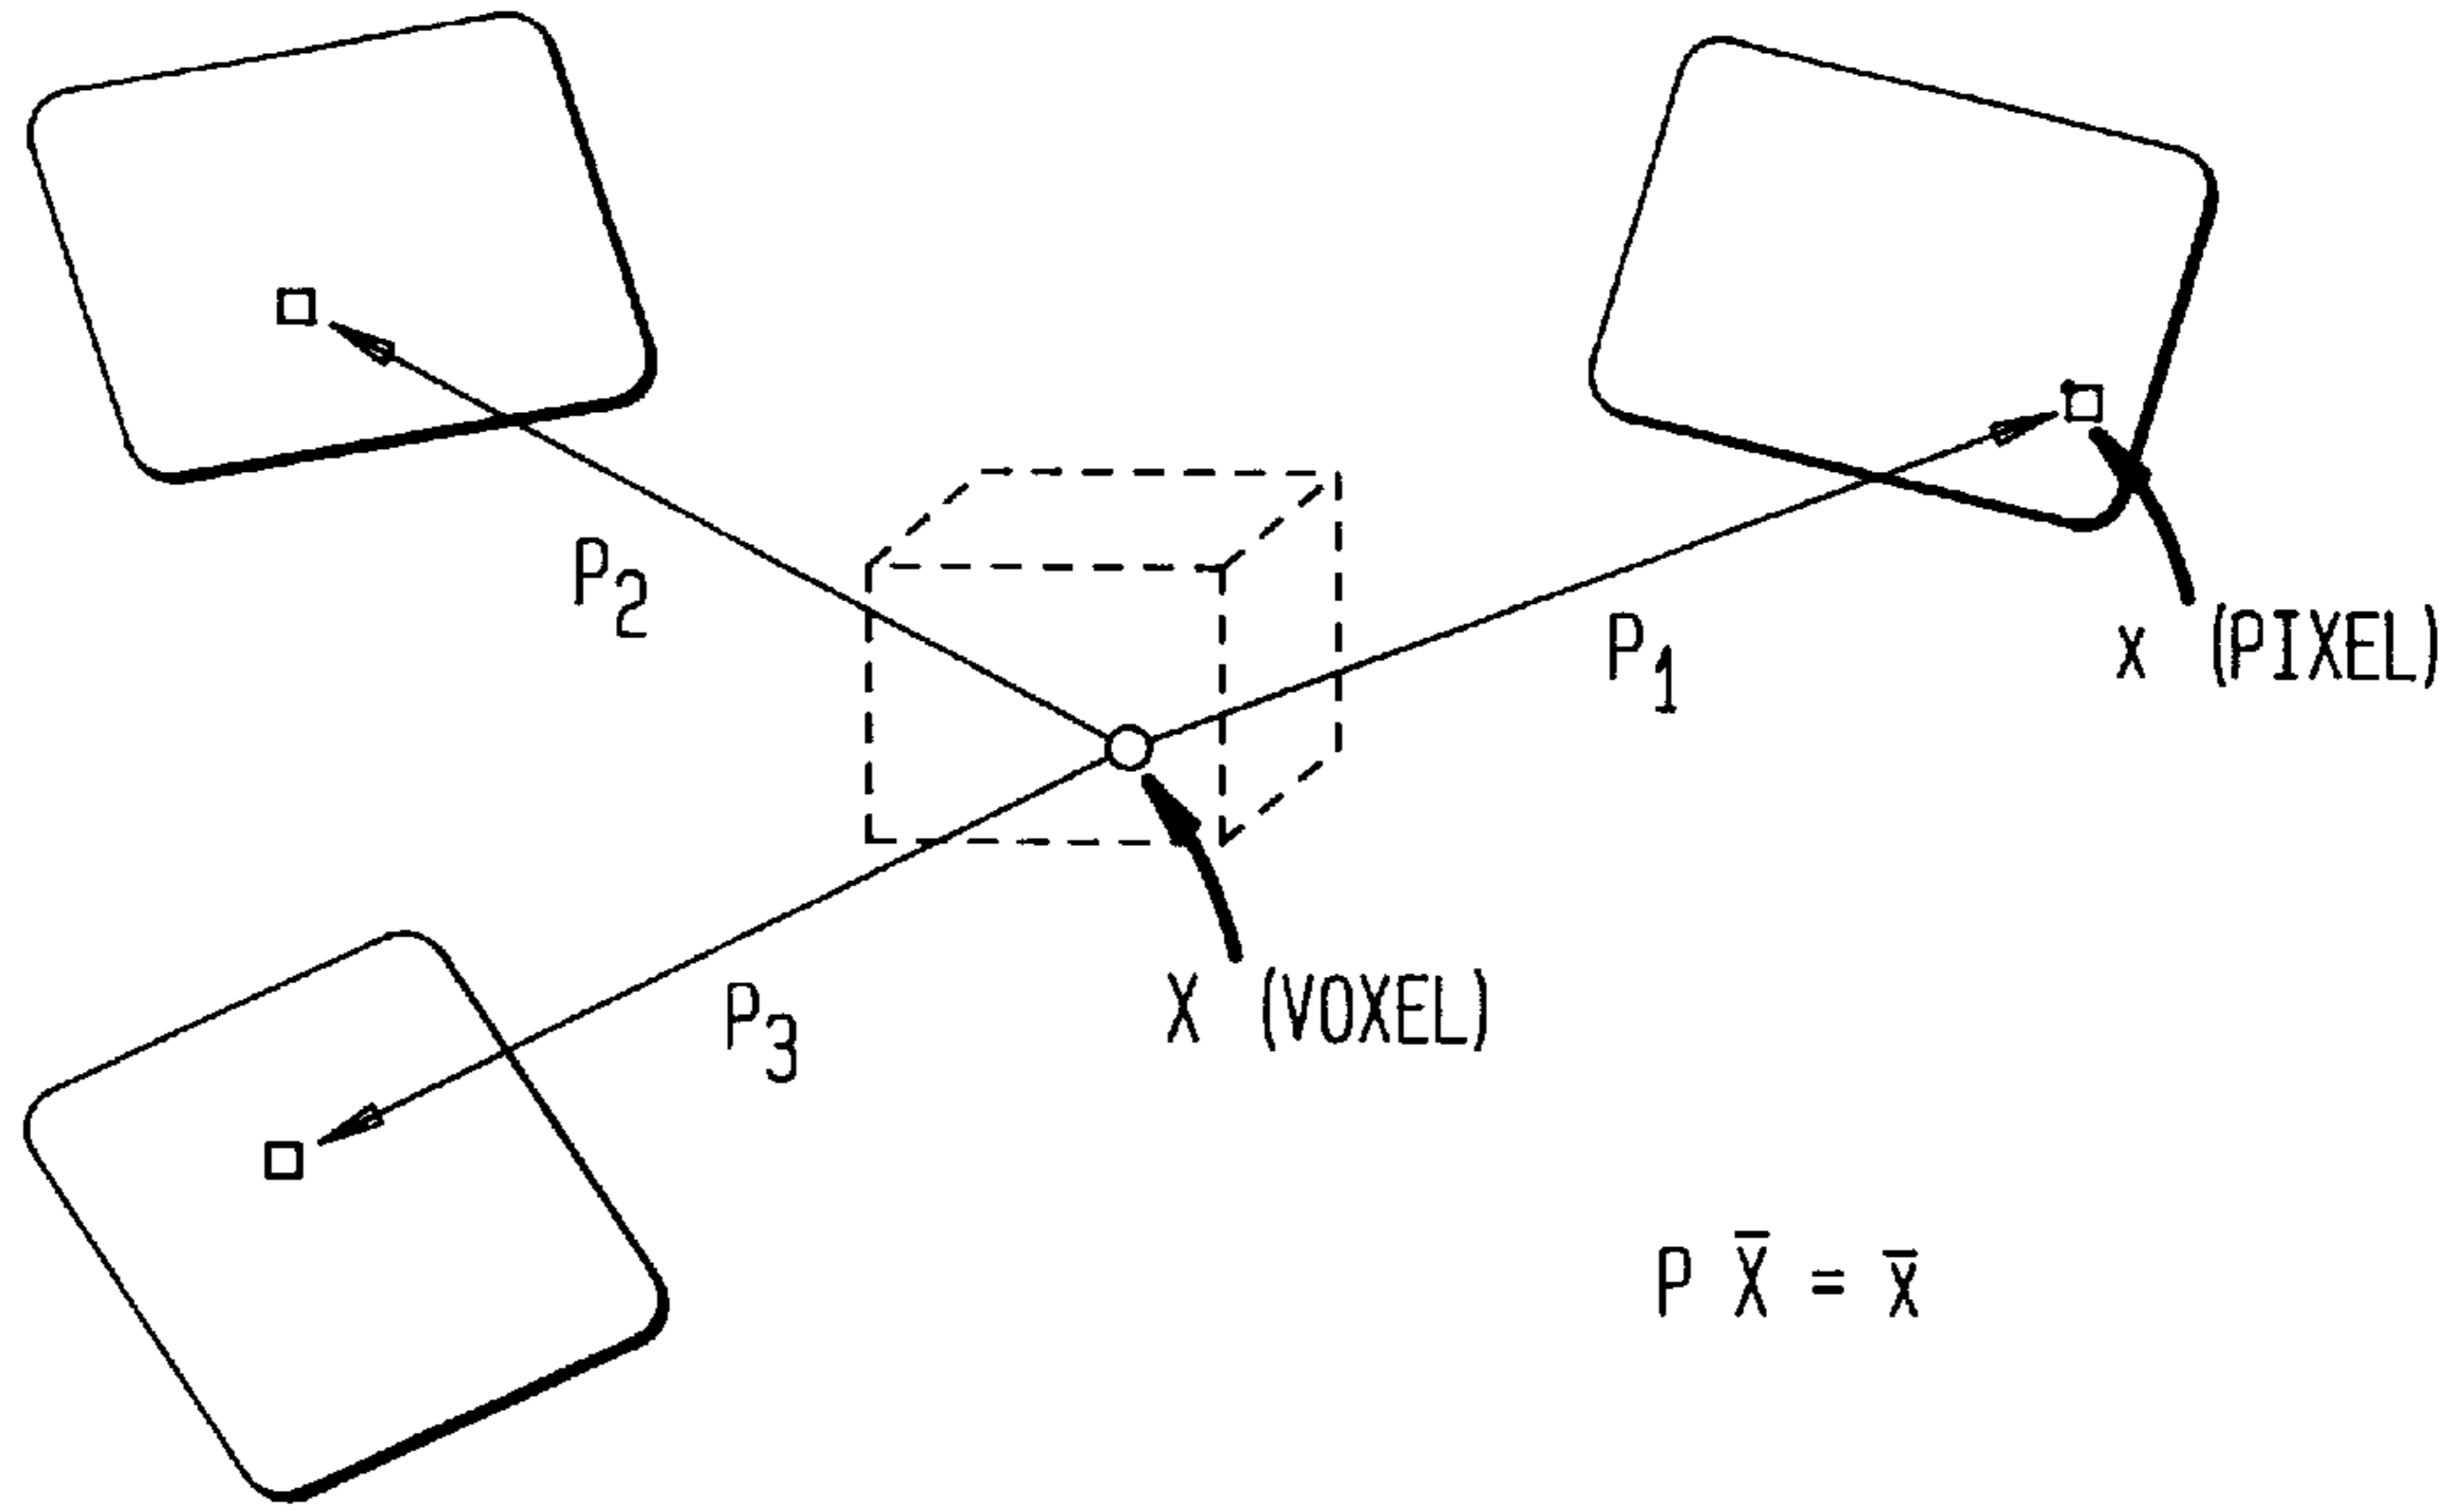 P2
P1
x (PIXEL)
P3
X (VOXEL)
P X̅ = x̅